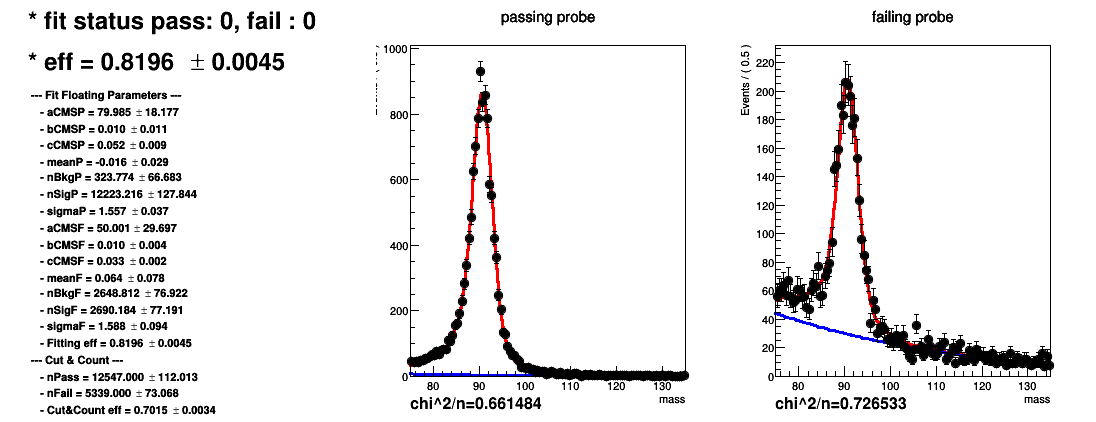 * fit status pass: 0, fail : 0
* eff = 0.8196 ± 0.0045
--- Fit Floating Parameters ---
- aCMSP = 79.985 ± 18.177
- bCMSP = 0.010 ± 0.011
- cCMSP = 0.052 ± 0.009
- meanP = -0.016 ± 0.029
- nBkgP = 323.774 ± 66.683
- nSigP = 12223.216 ± 127.844
- sigmaP = 1.557 ± 0.037
- aCMSF = 50.001 ± 29.697
- bCMSF = 0.010 ± 0.004
- cCMSF = 0.033 ± 0.002
- meanF = 0.064 ± 0.078
- nBkgF = 2648.812 ± 76.922
- nSigF = 2690.184 ± 77.191
- sigmaF = 1.588 ± 0.094
- Fitting eff = 0.8196 ± 0.0045
--- Cut & Count ---
- nPass = 12547.000 ± 112.013
- nFail = 5339.000 ± 73.068
- Cut&Count eff = 0.7015 ± 0.0034
passing probe
1000
800
600
400
200
0
80 90 100 110 120 130
mass
chi^2/n=0.661484
failing probe
Events / ( 0.5 )
220
200
180
160
140
120
100
80
60
40
20
0
80 90 100 110 120 130
mass
chi^2/n=0.726533